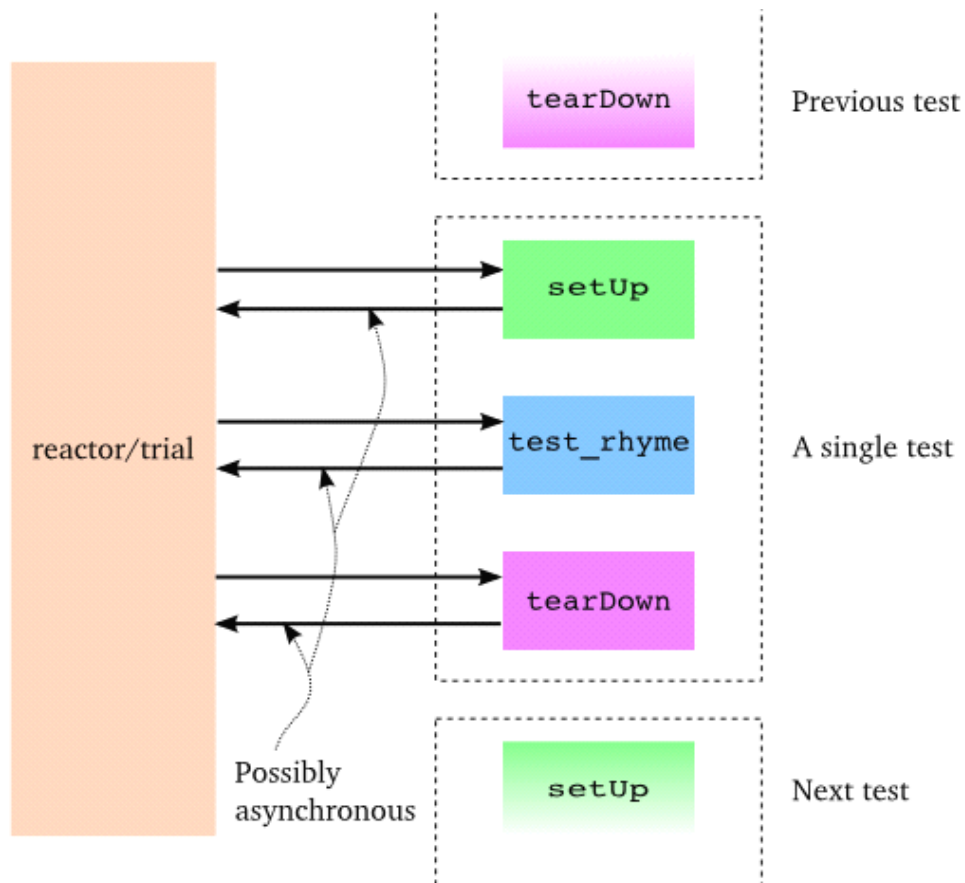 tearDown
Previous test
setUp
reactor/trial
test_rhyme
A single test
tearDown
Possibly
asynchronous
setUp
Next test